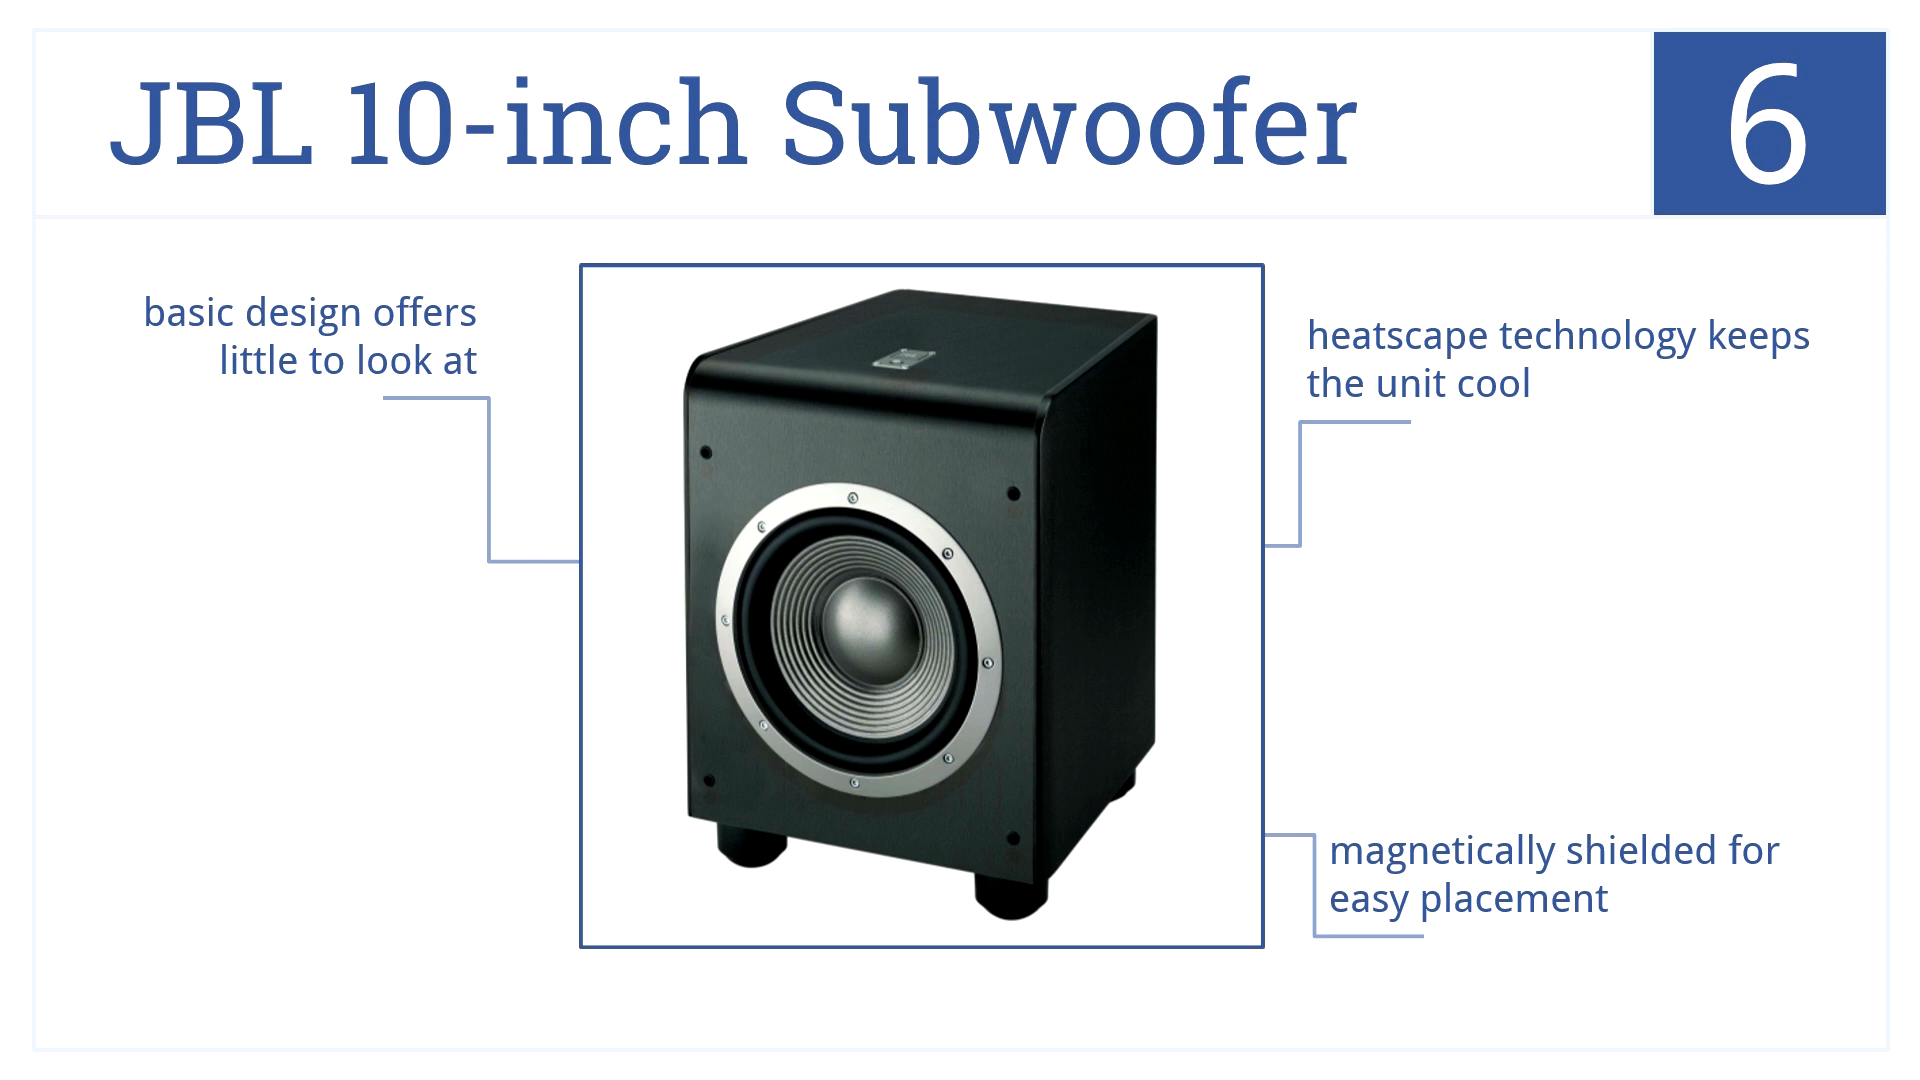 JBL 10-inch Subwoofer
6
basic design offers
little to look at
heatscape technology keeps
the unit cool
magnetically shielded for
easy placement